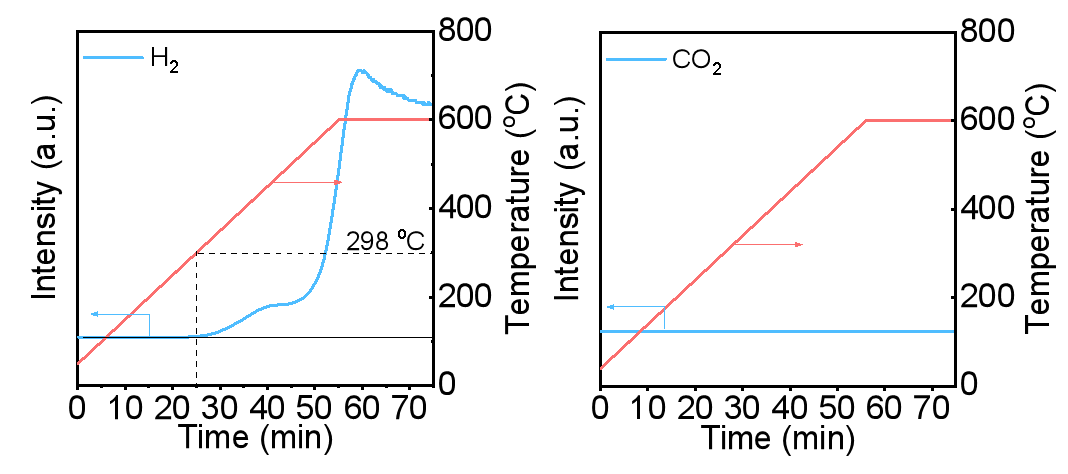 H2
Intensity (a.u.)
800
600
400
200
0
Temperature (°C)
298 °C
0 10 20 30 40 50 60 70
Time (min)
CO2
Intensity (a.u.)
800
600
400
200
0
Temperature (°C)
0 10 20 30 40 50 60 70
Time (min)